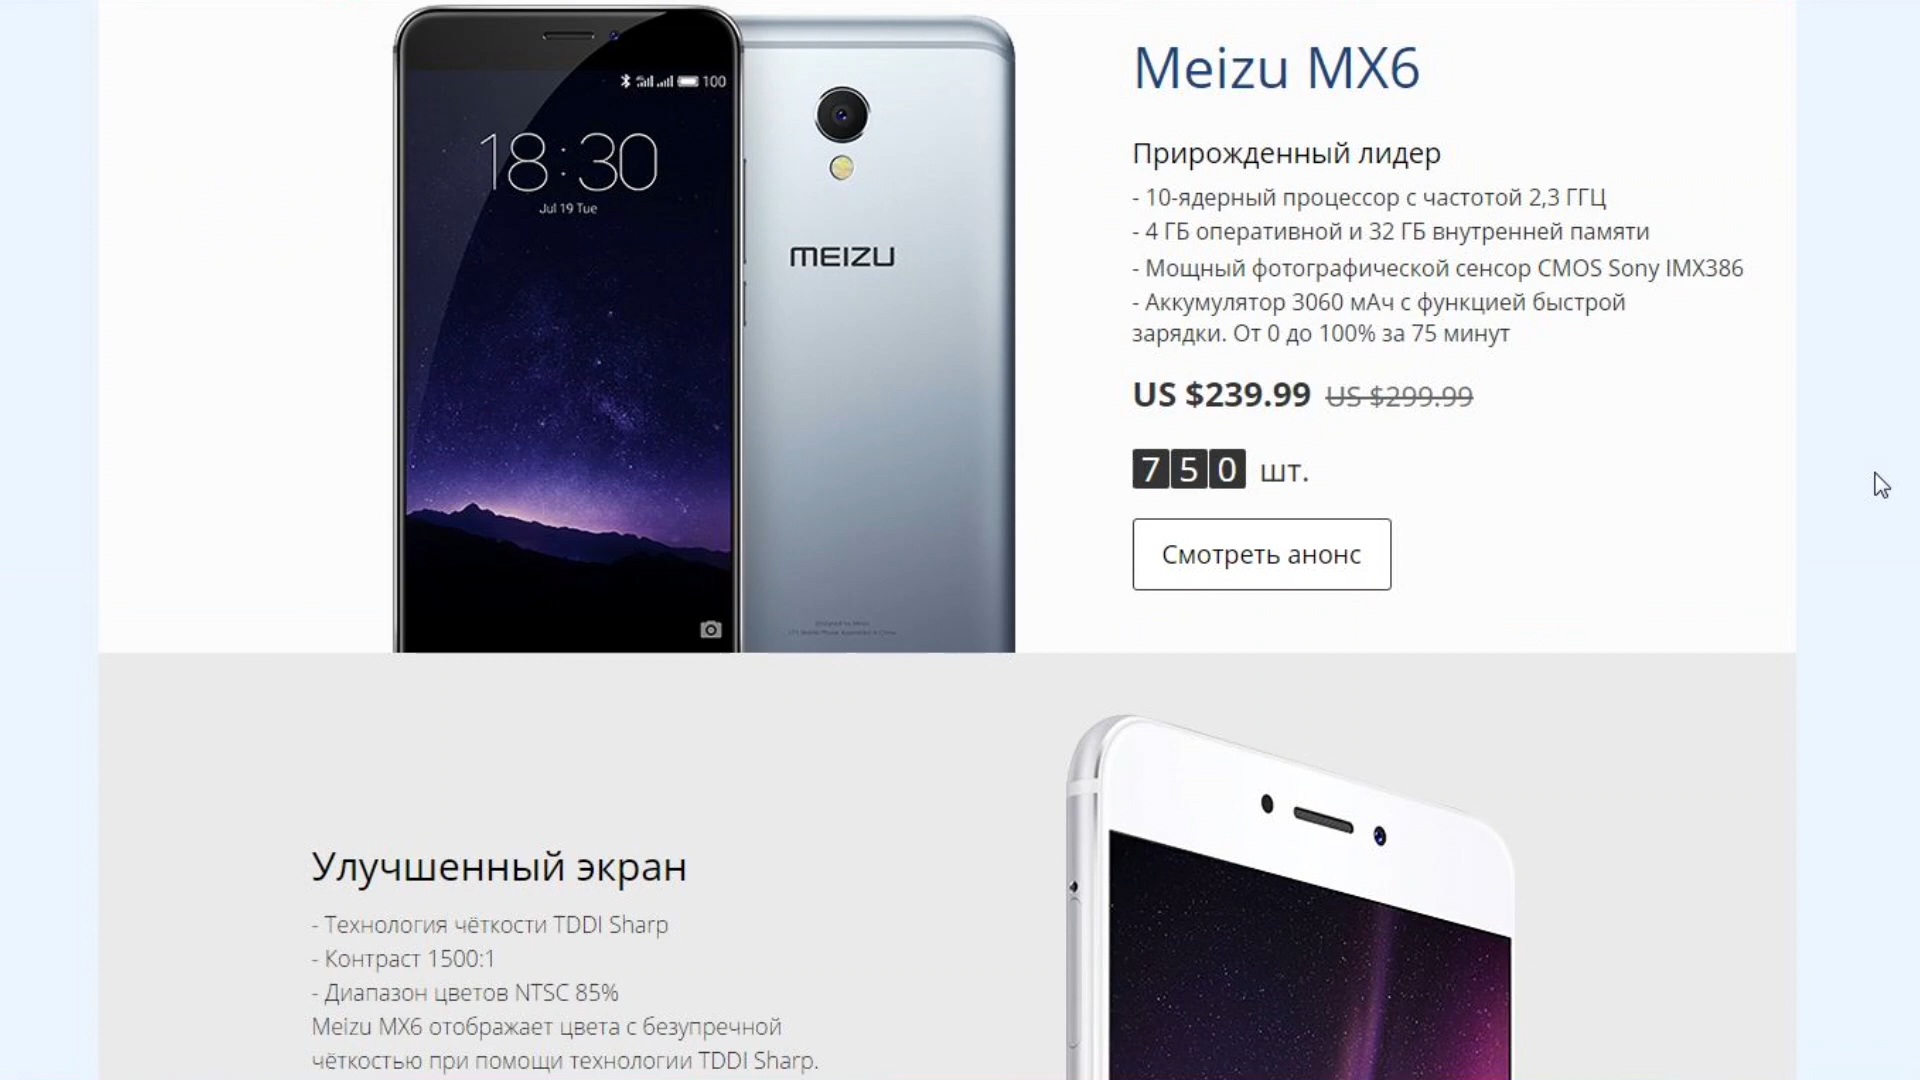 100
18:30
Jul 19 Tue
MEIZU
Meizu MX6
Прирожденный лидер
- 10-ядерный процессор с частотой 2,3 ГГЦ
- 4 ГБ оперативной и 32 ГБ внутренней памяти
- Мощный фотографической сенсор CMOS Sony IMX386
- Аккумулятор 3060 мАч с функцией быстрой
зарядки. От 0 до 100% за 75 минут
US $239.99 US $299.99
750 шт.
Смотреть анонс
Улучшенный экран
- Технология чёткости TDDI Sharp
- Контраст 1500:1
- Диапазон цветов NTSC 85%
Meizu MX6 отображает цвета с безупречной
чёткостью при помощи технологии TDDI Sharp.